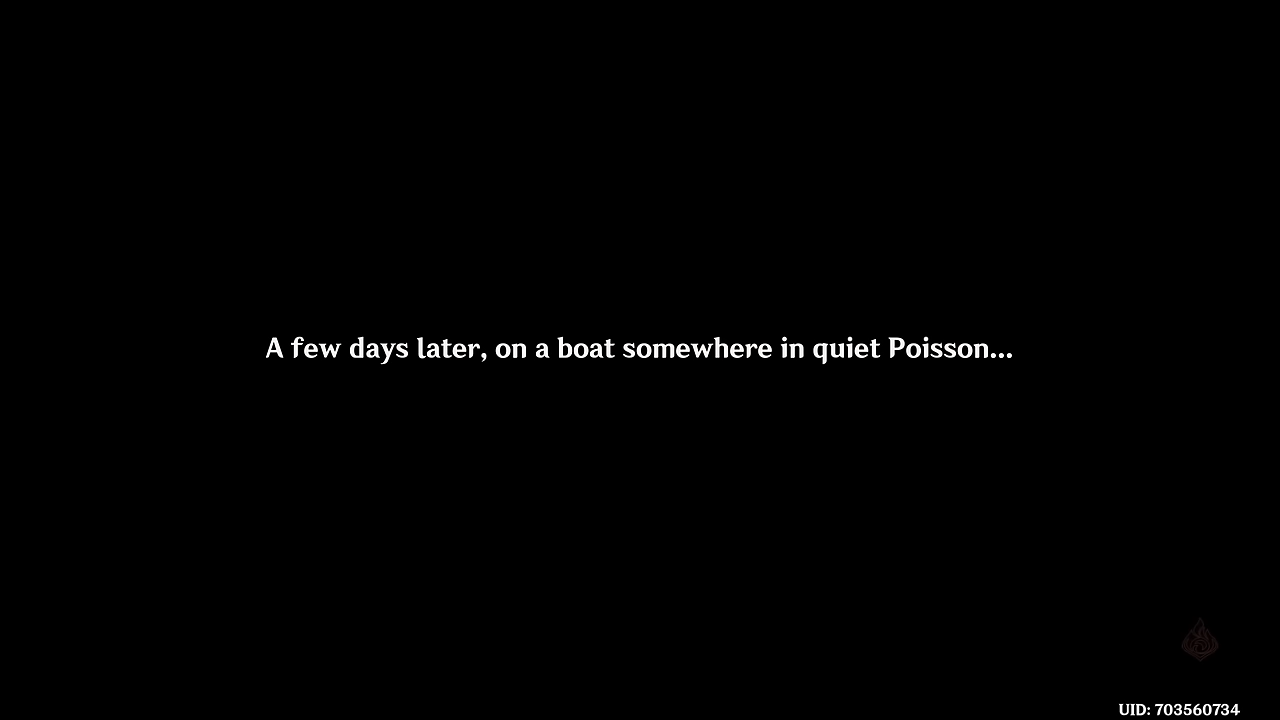 A few days later, on a boat somewhere in quiet Poisson...
UID: 703560734